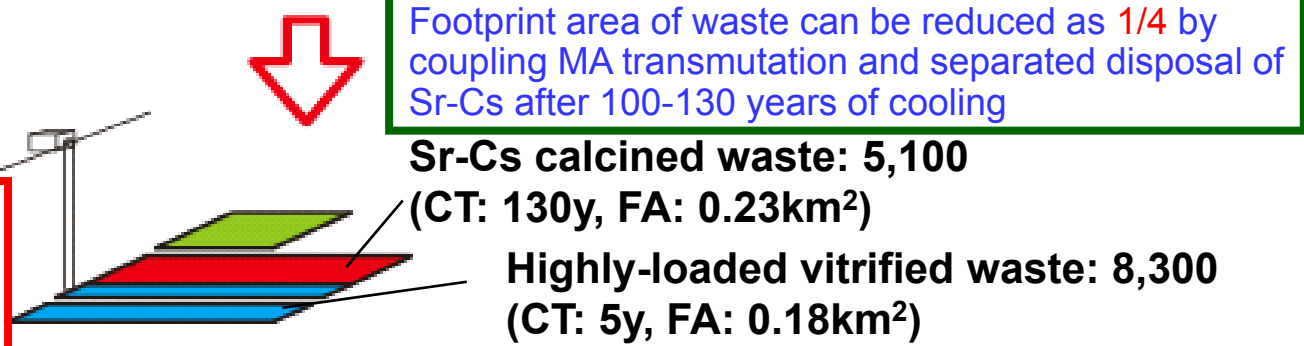 Footprint area of waste can be reduced as 1/4 by
coupling MA transmutation and separated disposal of
Sr-Cs after 100-130 years of cooling
Sr-Cs calcined waste: 5,100
(CT: 130y, FA: 0.23km²)
Highly-loaded vitrified waste: 8,300
(CT: 5y, FA: 0.18km²)